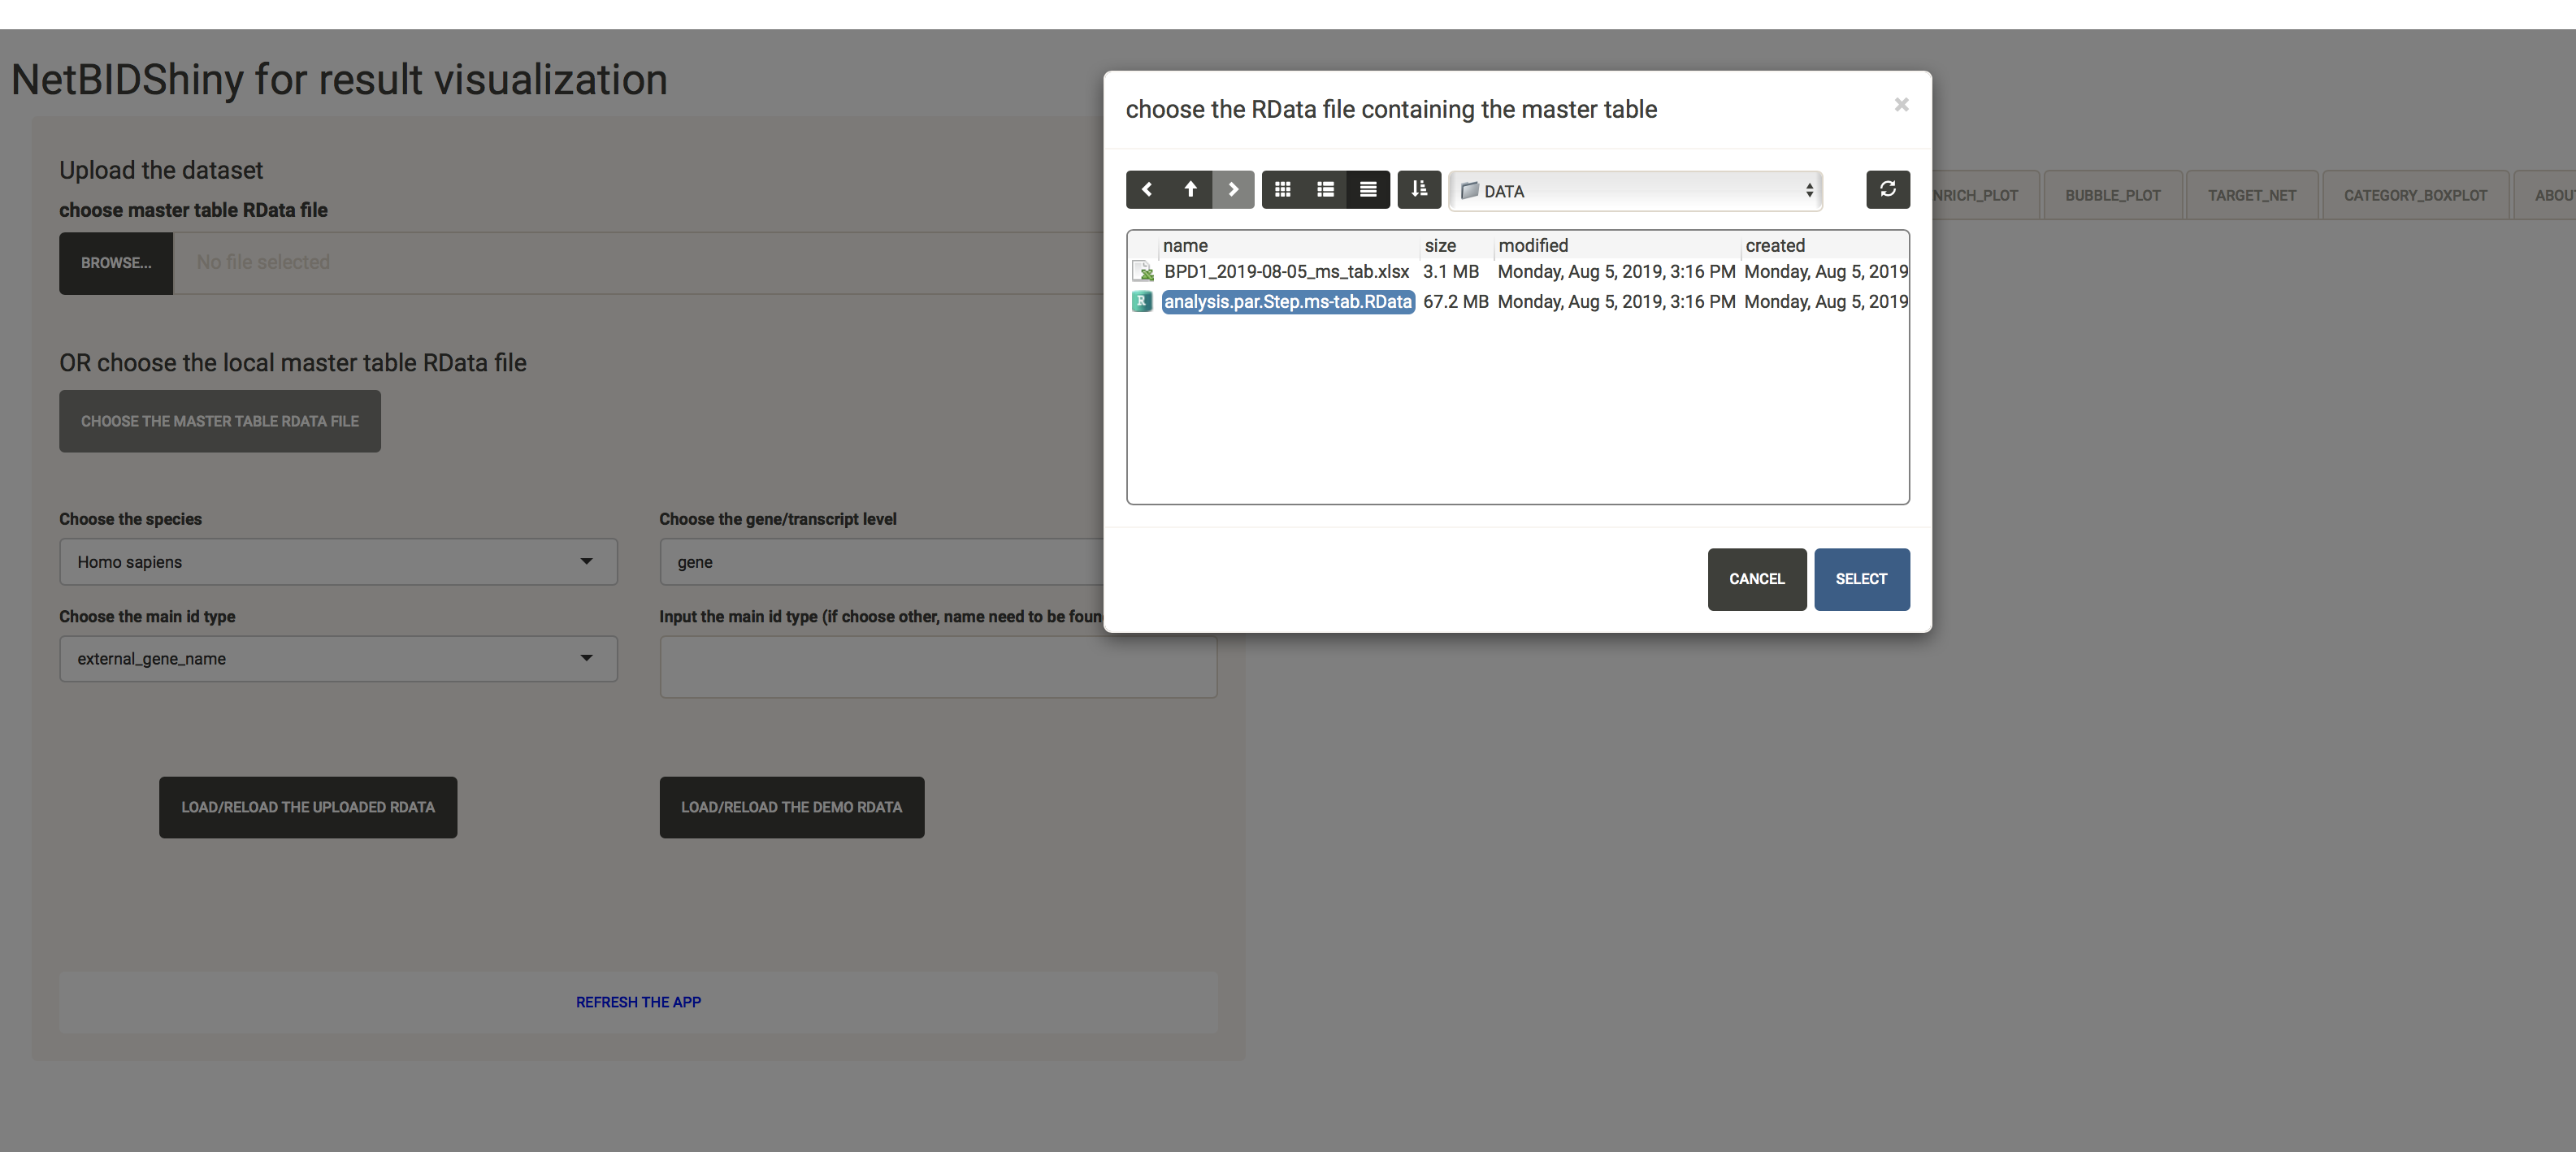 NetBIDShiny for result visualization
Upload the dataset
choose master table RData file
BROWSE...
No file selected
OR choose the local master table RData file
CHOOSE THE MASTER TABLE RDATA FILE
Choose the species
Choose the gene/transcript level
Homo sapiens
gene
Choose the main id type
Input the main id type (if choose other, name need to be
external_gene_name
LOAD/RELOAD THE UPLOADED RDATA
LOAD/RELOAD THE DEMO RDATA
REFRESH THE APP
choose the RData file containing the master table
×
DATA
name size modified created
BPD1_2019-08-05_ms_tab.xlsx 3.1 MB Monday, Aug 5, 2019, 3:16 PM Monday, Aug 5, 2019
R analysis.par.Step.ms-tab.RData 67.2 MB Monday, Aug 5, 2019, 3:16 PM Monday, Aug 5, 2019
CANCEL
SELECT
NRICH_PLOT
BUBBLE_PLOT
TARGET_NET
CATEGORY_BOXPLOT
ABOU